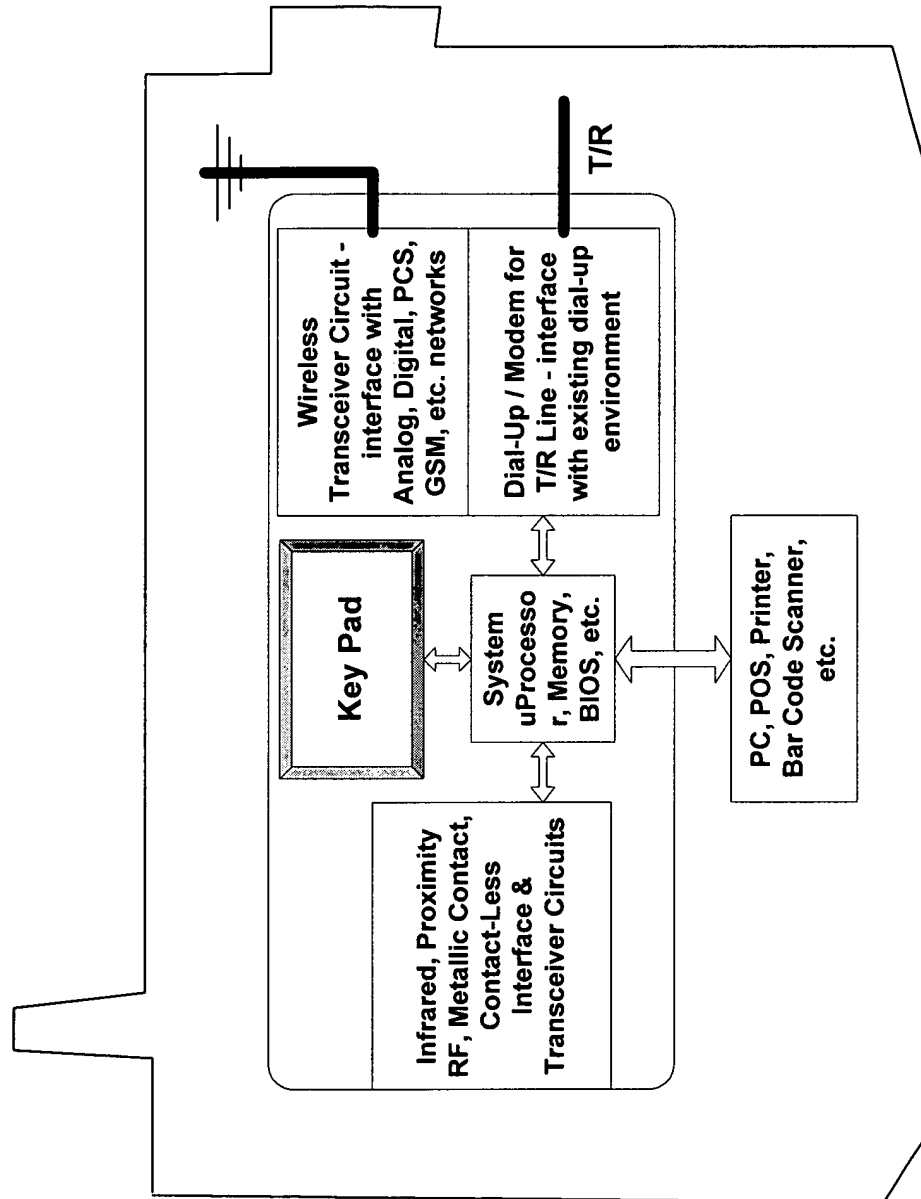 Infrared, Proximity
RF, Metallic Contact,
Contact-Less
Interface &
Transceiver Circuits
Key Pad
System
uProcesso
r, Memory,
BIOS, etc.
Wireless
Transceiver Circuit -
interface with
Analog, Digital, PCS,
GSM, etc. networks
Dial-Up / Modem for
T/R Line - interface
with existing dial-up
environment
T/R
PC, POS, Printer,
Bar Code Scanner,
etc.